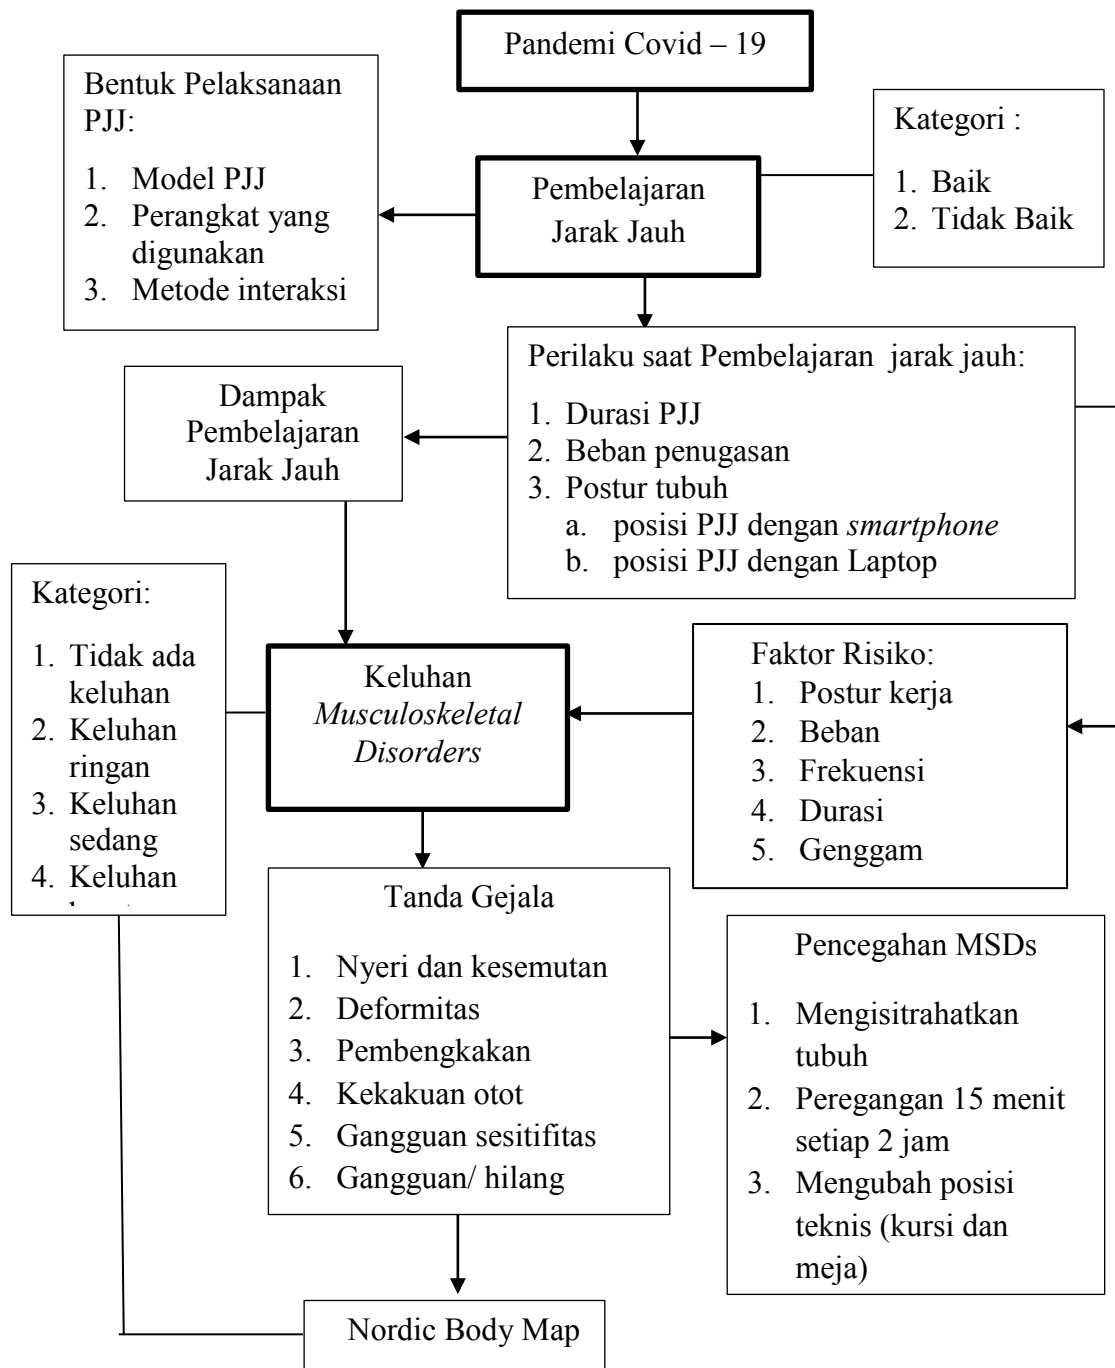 Pandemi Covid – 19
Bentuk Pelaksanaan
PJJ:
1. Model PJJ
2. Perangkat yang
digunakan
3. Metode interaksi
Kategori :
1. Baik
2. Tidak Baik
Pembelajaran
Jarak Jauh
Perilaku saat Pembelajaran jarak jauh:
1. Durasi PJJ
2. Beban penugasan
3. Postur tubuh
a. posisi PJJ dengan smartphone
b. posisi PJJ dengan Laptop
Dampak
Pembelajaran
Jarak Jauh
Kategori:
1. Tidak ada
keluhan
2. Keluhan
ringan
3. Keluhan
sedang
4. Keluhan
Keluhan
Musculoskeletal
Disorders
Faktor Risiko:
1. Postur kerja
2. Beban
3. Frekuensi
4. Durasi
5. Genggam
Tanda Gejala
1. Nyeri dan kesemutan
2. Deformitas
3. Pembengkakan
4. Kekakuan otot
5. Gangguan sesitifitas
6. Gangguan/ hilang
Pencegahan MSDs
1. Mengisitrahatkan
tubuh
2. Peregangan 15 menit
setiap 2 jam
3. Mengubah posisi
teknis (kursi dan
meja)
Nordic Body Map